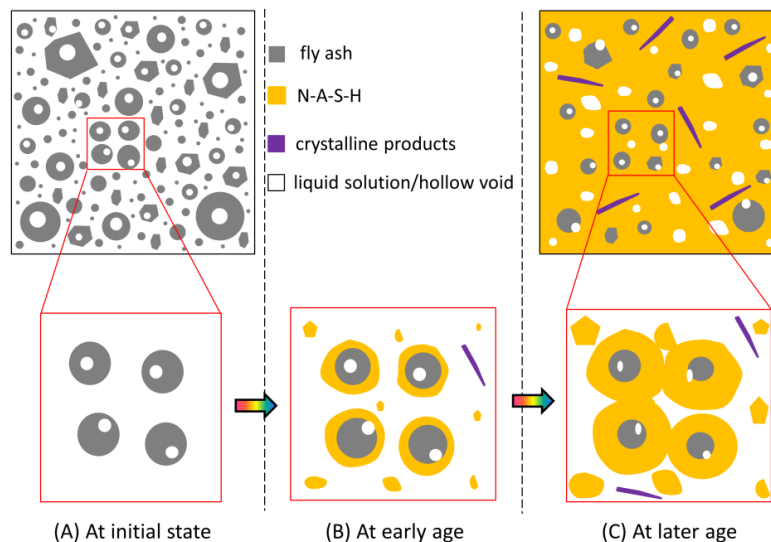 fly ash
N-A-S-H
crystalline products
liquid solution/hollow void
(A) At initial state
(B) At early age
(C) At later age